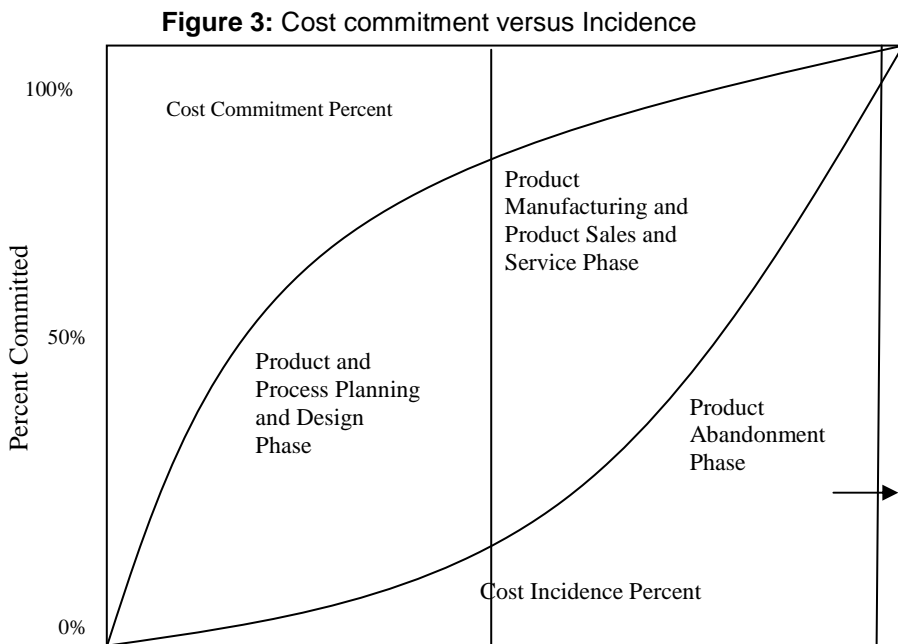 Figure 3: Cost commitment versus Incidence
100%
Cost Commitment Percent
Product
Manufacturing and
Product Sales and
Service Phase
Percent Committed
50%
Product and
Process Planning
and Design
Phase
Product
Abandonment
Phase
Cost Incidence Percent
0%